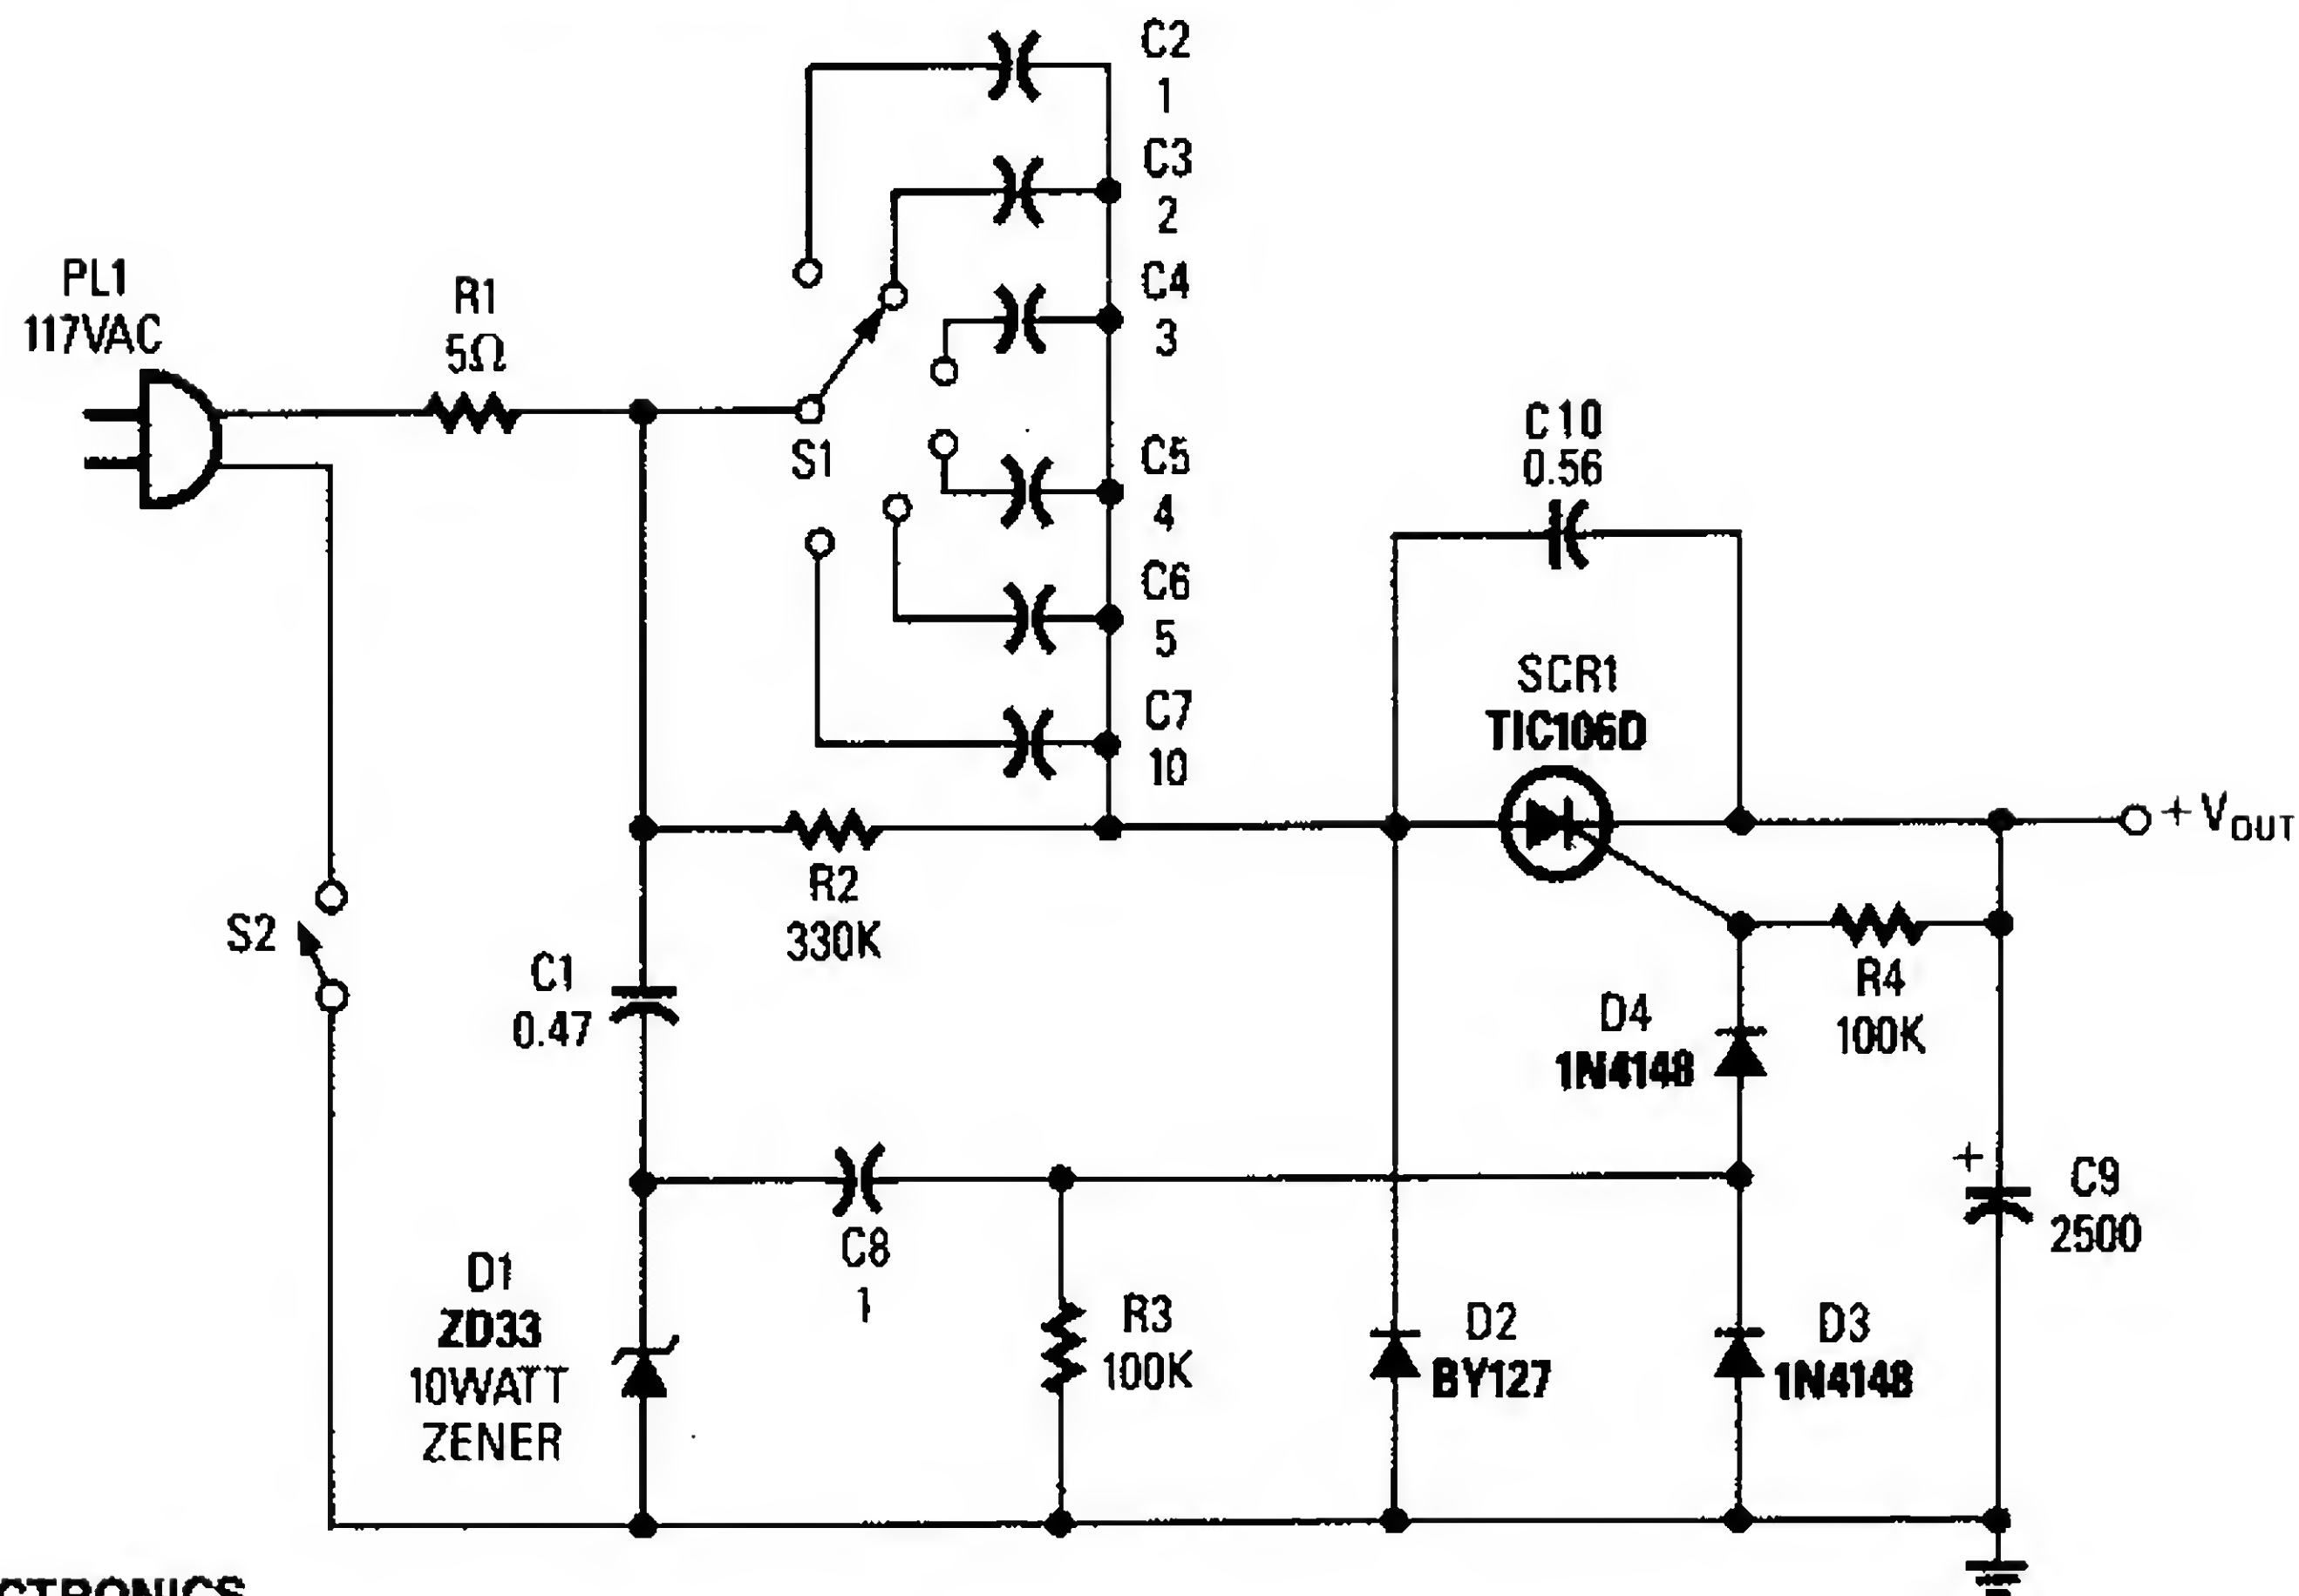 C2
1
C3
2
C4
3
PL1
117VAC
R1
5Ω
S1
C5
4
C10
0.56
C6
5
SCR1
TIC106D
C7
10
+ VOUT
R2
330K
S2
C1
0.47
R4
100K
D4
1N4148
+
C9
2500
C8
1
D1
ZD33
10WATT
ZENER
R3
100K
D2
BY127
D3
1N4148